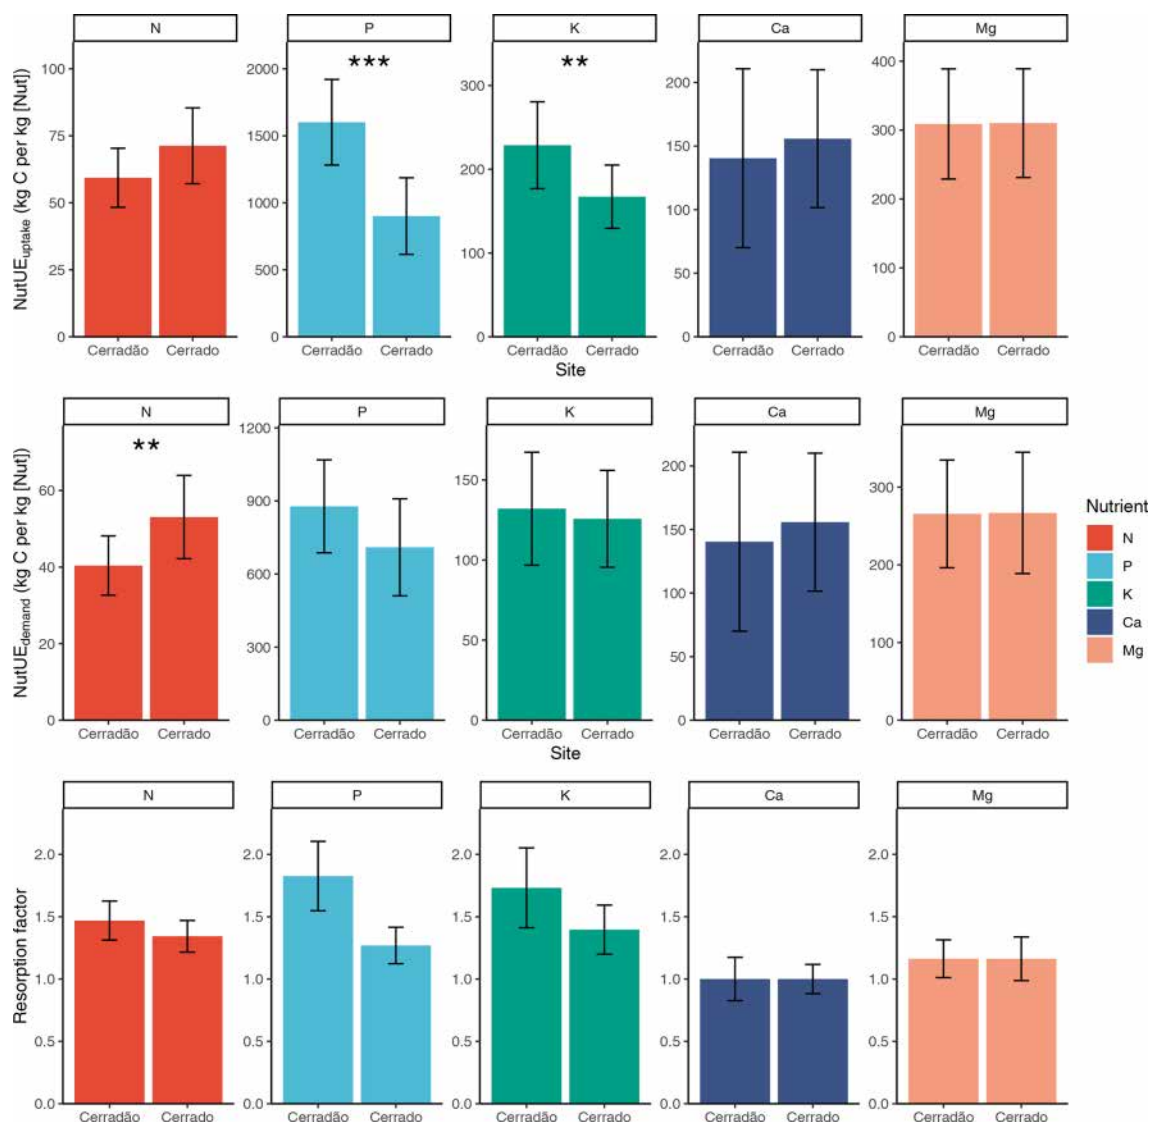 N P K Ca Mg
NutUEuptake (kg C per kg [Nut])
100 75 50 25 0
2000 1500 1000 500 0
*** 
300 200 100 0
**
200 150 100 50 0
400 300 200 100 0
Cerradão Cerrado Cerradão Cerrado Cerradão Cerrado Cerradão Cerrado Cerradão Cerrado
Site
N P K Ca Mg
NutUEdemand (kg C per kg [Nut])
**
60 40 20 0
1200 900 600 300 0
150 100 50 0
200 150 100 50 0
300 200 100 0
Cerradão Cerrado Cerradão Cerrado Cerradão Cerrado Cerradão Cerrado Cerradão Cerrado
Site
Nutrient
N
P
K
Ca
Mg
N P K Ca Mg
Resorption factor
2.0 1.5 1.0 0.5 0.0
2.0 1.5 1.0 0.5 0.0
2.0 1.5 1.0 0.5 0.0
2.0 1.5 1.0 0.5 0.0
2.0 1.5 1.0 0.5 0.0
Cerradão Cerrado Cerradão Cerrado Cerradão Cerrado Cerradão Cerrado Cerradão Cerrado